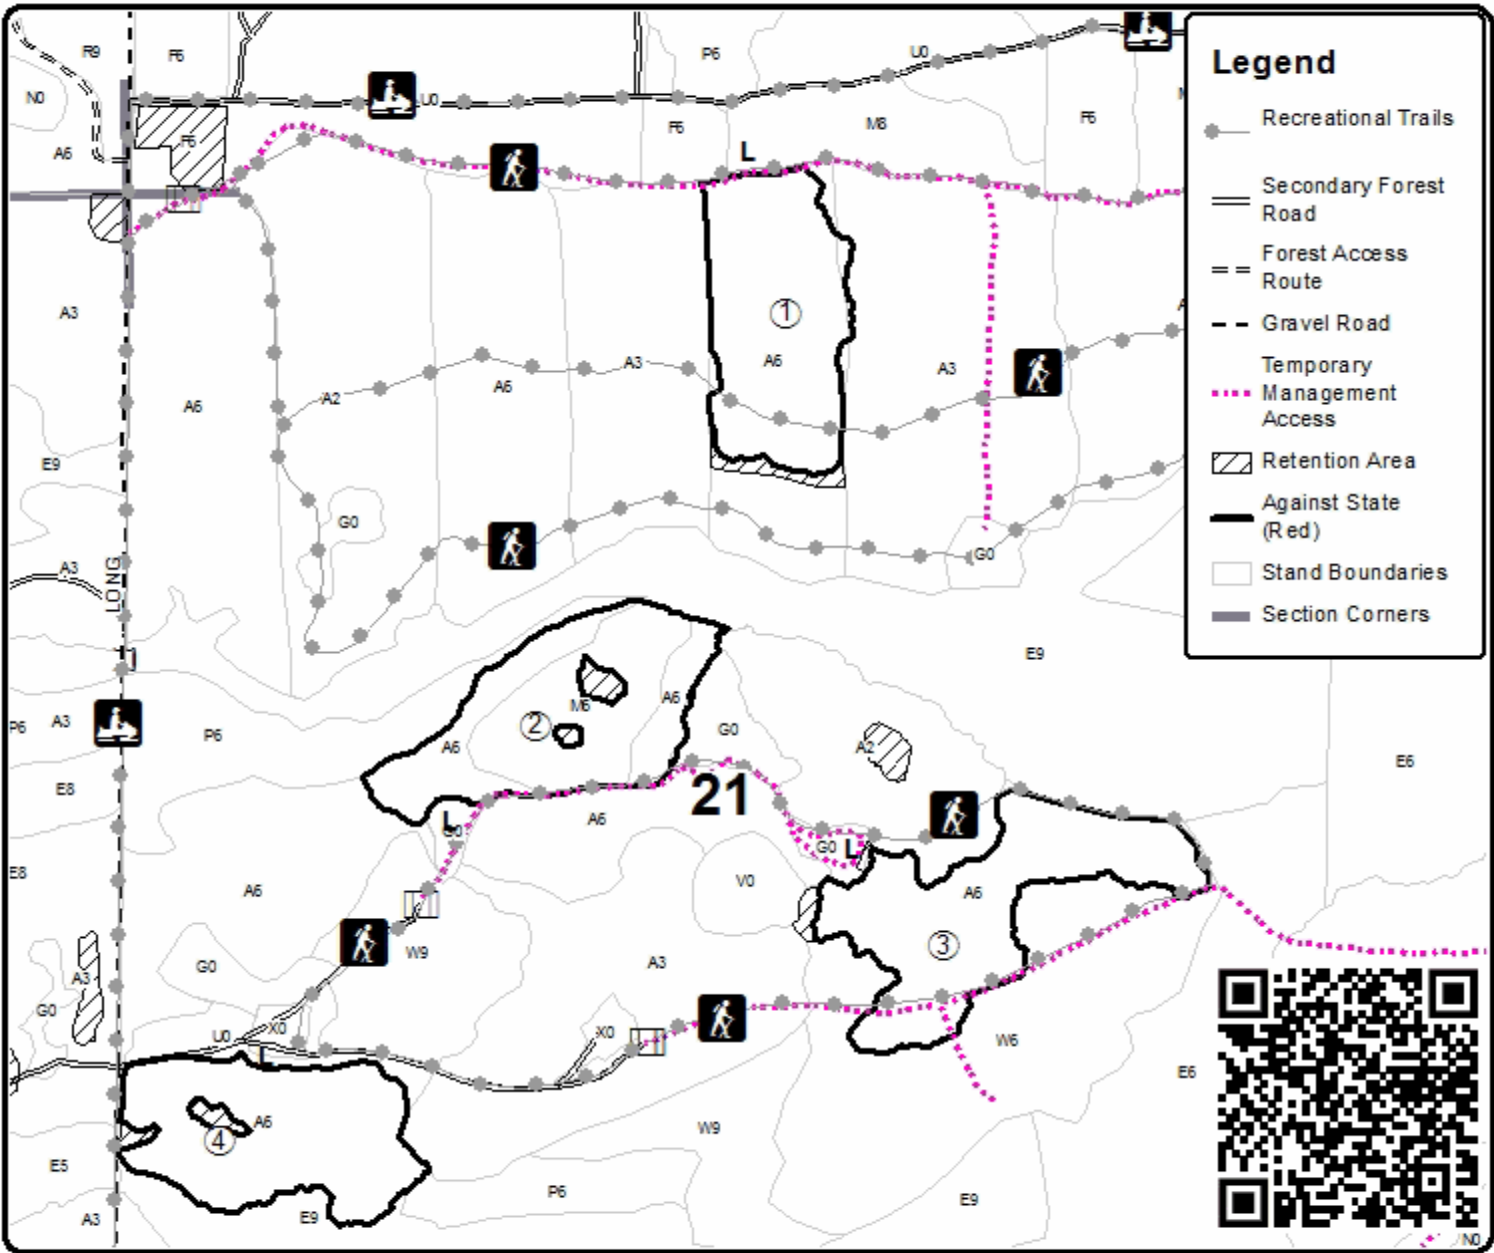 R9
F6
P6
U0
N0
U0
F6
M8
F6
F6
A6
L
A3
1
A6
A3
A3
A6
A2
A6
E9
G0
G0
A3
LONG
E9
A6
M6
2
A6
G0
A2
P6
A3
P6
E6
E8
21
L
G0
A6
G0
L
E8
A6
V0
A6
3
W9
A3
G0
A3
G0
X0
U0
X0
W6
L
E6
A6
4
W9
E5
P6
E9
A3
E9
N0
Legend
Recreational Trails
Secondary Forest
Road
Forest Access
Route
Gravel Road
Temporary
Management
Access
Retention Area
Against State
(Red)
Stand Boundaries
Section Corners